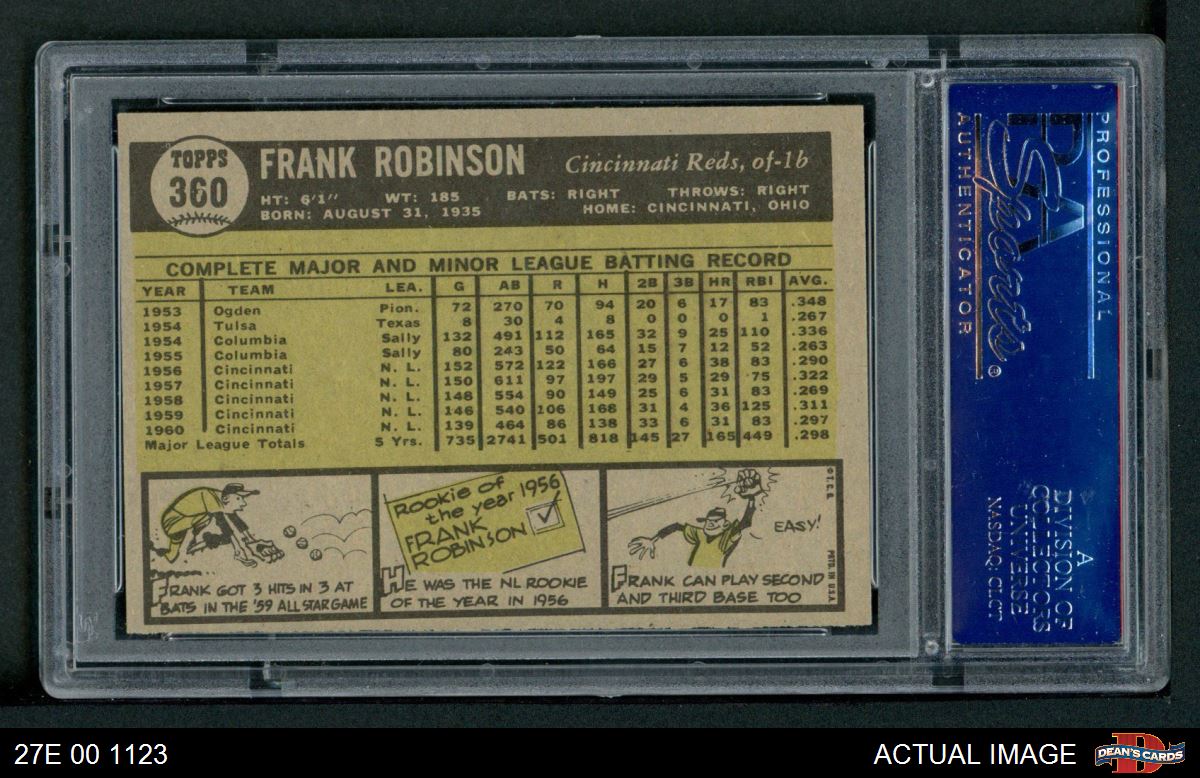 TOPPS
360
FRANK ROBINSON
Cincinnati Reds, of-1b
HT: 6'1" WT: 185 BATS: RIGHT THROWS: RIGHT
BORN: AUGUST 31, 1935 HOME: CINCINNATI, OHIO
COMPLETE MAJOR AND MINOR LEAGUE BATTING RECORD
YEAR TEAM LEA. G AB R H 2B 3B HR RBI AVG.
1953 Ogden Pion. 72 270 70 94 20 6 17 83 .348
1954 Tulsa Texas 8 30 4 8 0 0 0 1 .267
1954 Columbia Sally 132 491 112 165 32 9 25 110 .336
1955 Columbia Sally 80 243 50 64 15 7 12 52 .263
1956 Cincinnati N. L. 152 572 122 166 27 6 38 83 .290
1957 Cincinnati N. L. 150 611 97 197 29 5 29 75 .322
1958 Cincinnati N. L. 148 554 90 149 25 6 31 83 .269
1959 Cincinnati N. L. 146 540 106 168 31 4 36 125 .311
1960 Cincinnati N. L. 139 464 86 138 33 6 31 83 .297
Major League Totals 5 Yrs. 735 2741 501 818 145 27 165 449 .298
FRANK GOT 3 HITS IN 3 AT
BATS IN THE '59 ALL STAR GAME
Rookie of
the year 1956
FRANK
ROBINSON
HE WAS THE NL ROOKIE
OF THE YEAR IN 1956
EASY!
FRANK CAN PLAY SECOND
AND THIRD BASE TOO
© T.C.G.
PRTD. IN U.S.A.
PROFESSIONAL
PSA
Sports ®
AUTHENTICATOR
A
DIVISION OF
COLLECTORS
UNIVERSE
NASDAQ: CLCT
27E 00 1123
ACTUAL IMAGE
DEAN'S CARDS